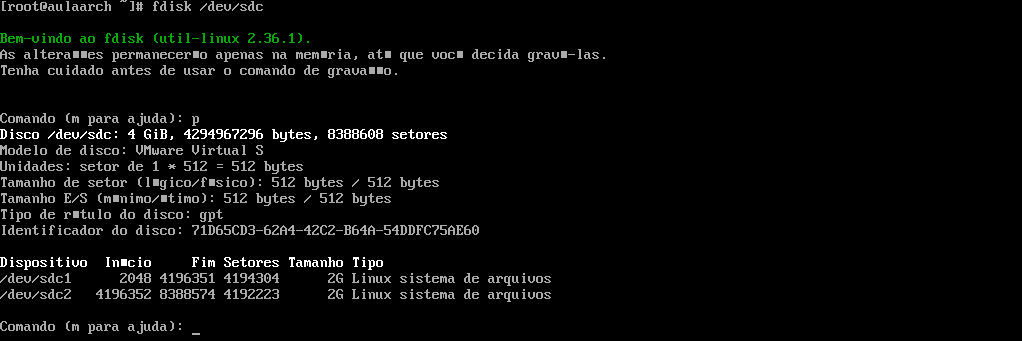 [root@aulaarch ~]# fdisk /dev/sdc
Bem-vindo ao fdisk (util-linux 2.36.1).
As altera■■es permanecer■o apenas na mem■ria, at■ que voc■ decida grav■-las.
Tenha cuidado antes de usar o comando de grava■■o.
Comando (m para ajuda): p
Disco /dev/sdc: 4 GiB, 4294967296 bytes, 8388608 setores
Modelo de disco: VMware Virtual S
Unidades: setor de 1 * 512 = 512 bytes
Tamanho de setor (l■gico/f■sico): 512 bytes / 512 bytes
Tamanho E/S (m■nimo/■timo): 512 bytes / 512 bytes
Tipo de r■tulo do disco: gpt
Identificador do disco: 71D65CD3-62A4-42C2-B64A-54DDFC75AE60
Dispositivo In■cio Fim Setores Tamanho Tipo
/dev/sdc1 2048 4196351 4194304 2G Linux sistema de arquivos
/dev/sdc2 4196352 8388574 4192223 2G Linux sistema de arquivos
Comando (m para ajuda): _